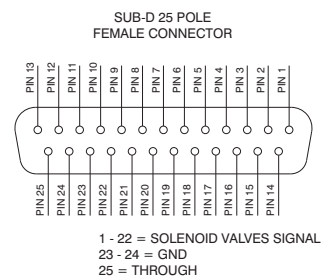 SUB-D 25 POLE
FEMALE CONNECTOR
PIN 13
PIN 12
PIN 11
PIN 10
PIN 9
PIN 8
PIN 7
PIN 6
PIN 5
PIN 4
PIN 3
PIN 2
PIN 1
PIN 25
PIN 24
PIN 23
PIN 22
PIN 21
PIN 20
PIN 19
PIN 18
PIN 17
PIN 16
PIN 15
PIN 14
1 - 22 = SOLENOID VALVES SIGNAL
23 - 24 = GND
25 = THROUGH